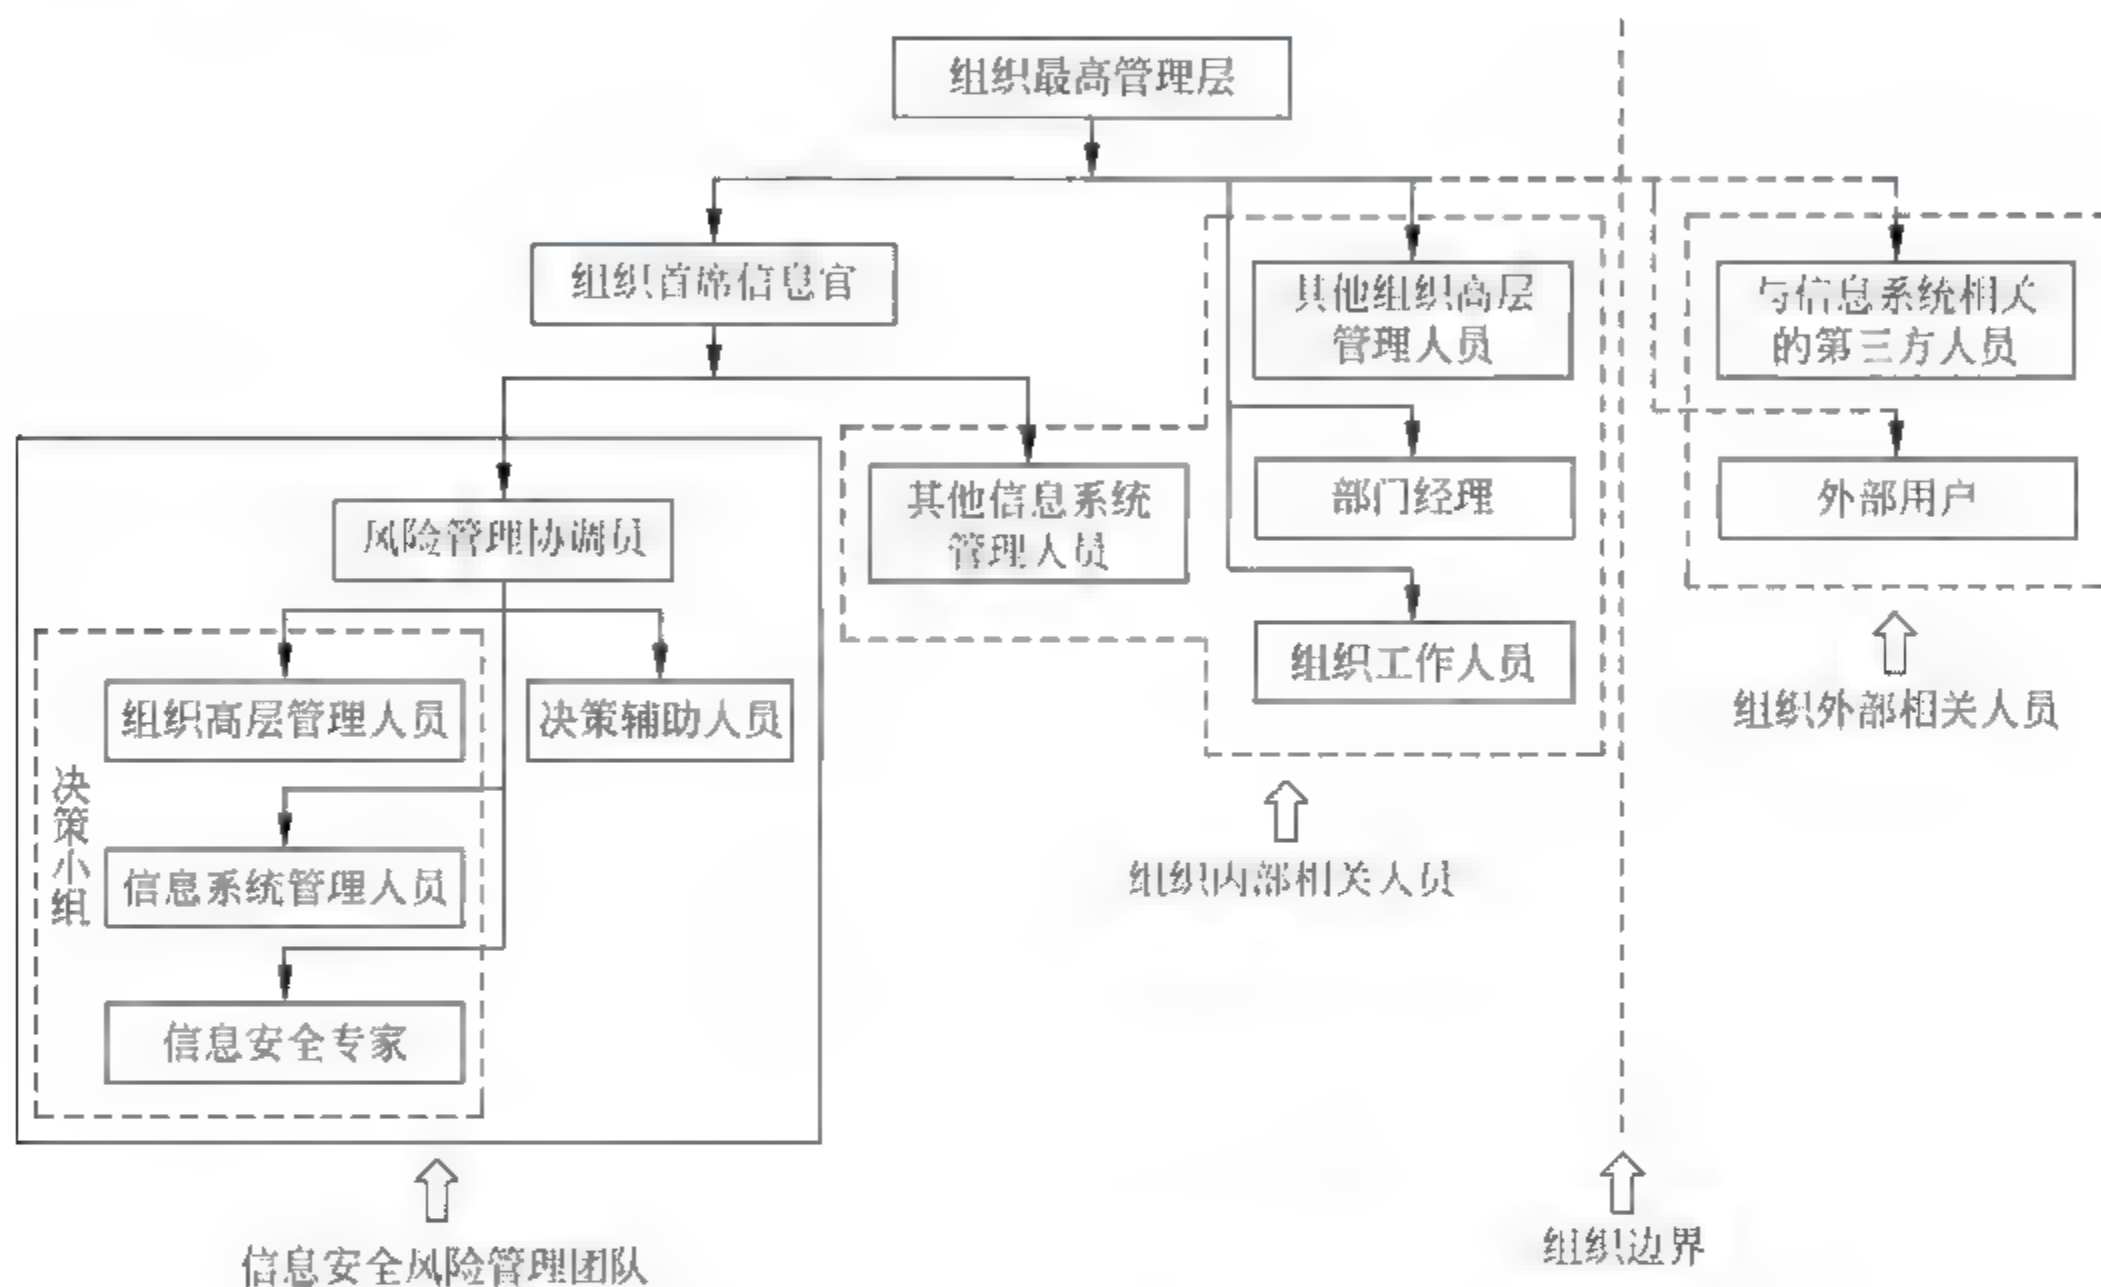 组织最高管理层
组织首席信息官
其他组织高层
管理人员
与信息系统相关
的第三方人员
风险管理协调员
其他信息系统
管理人员
部门经理
外部用户
组织工作人员
组织高层管理人员
决策辅助人员
组织外部相关人员
决策小组
信息系统管理人员
组织内部相关人员
信息安全专家
信息安全风险管理团队
组织边界